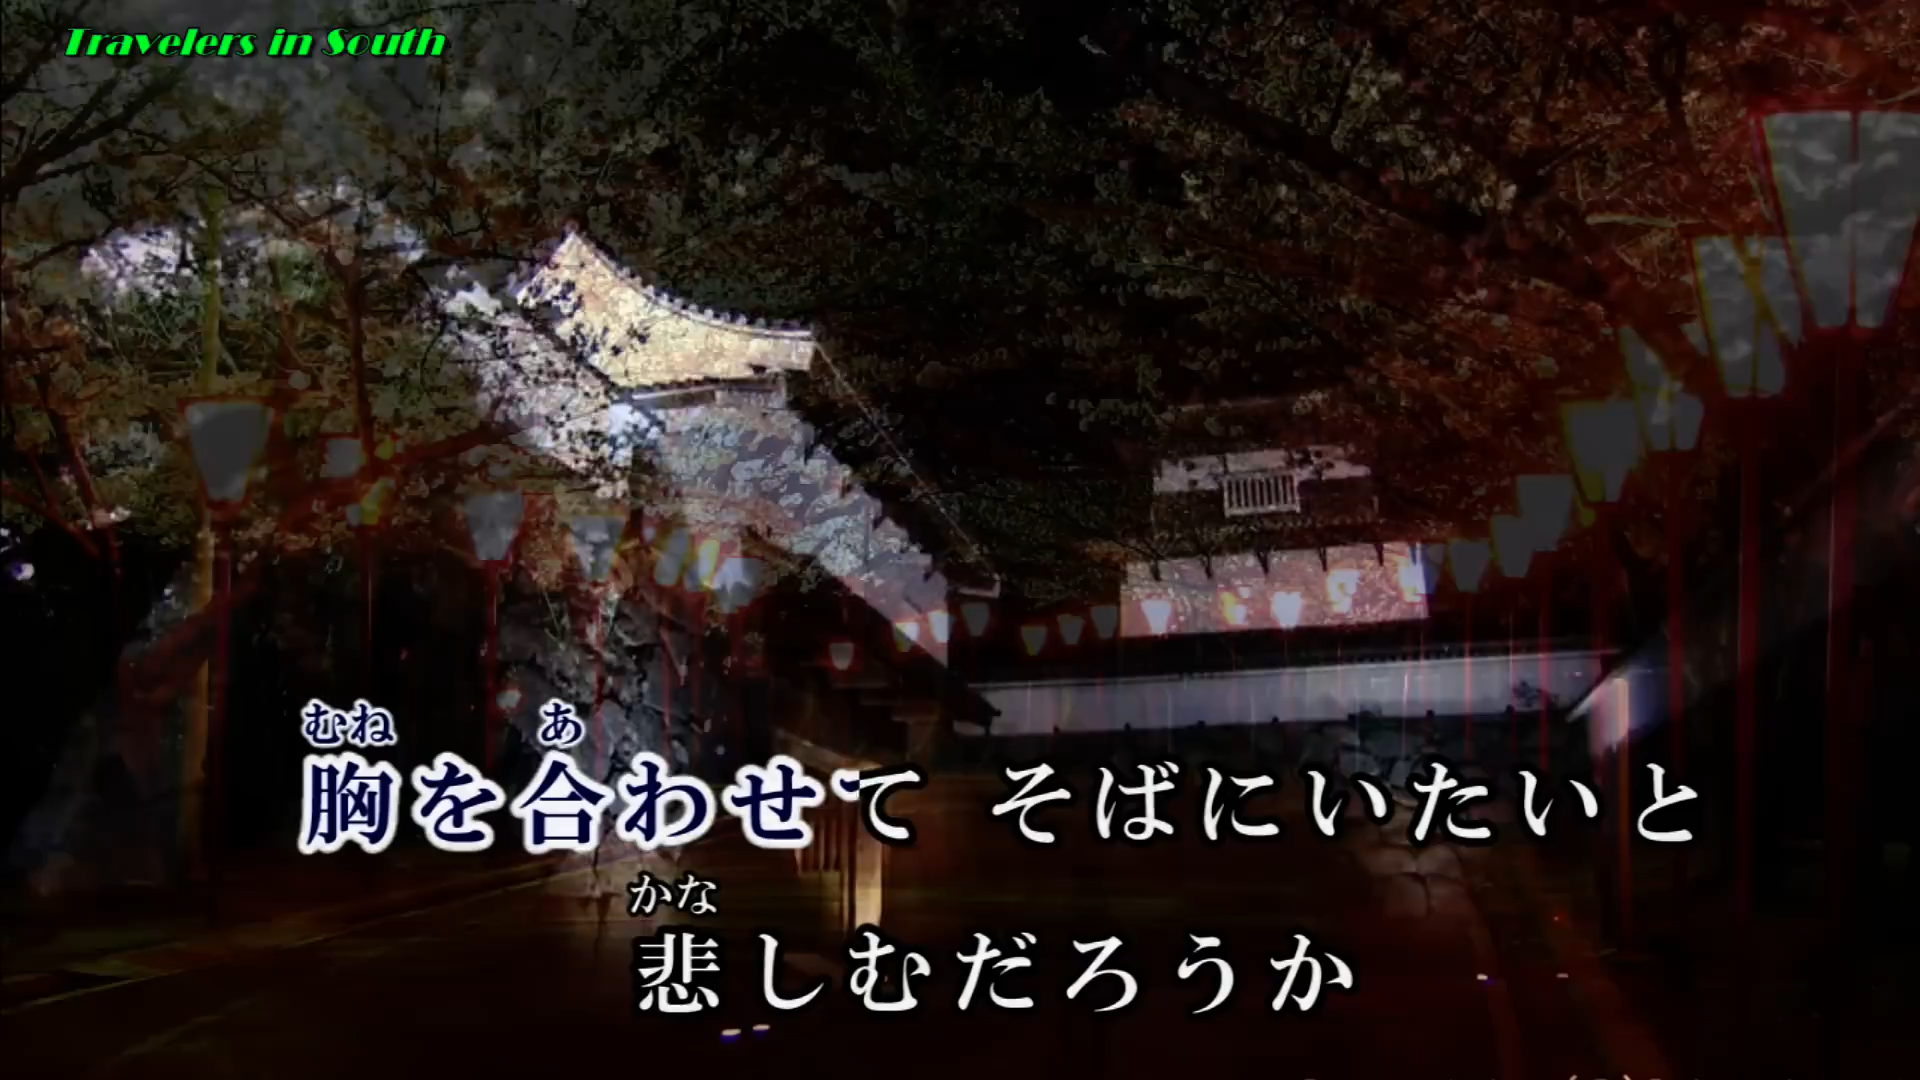 Travelers in South
むね あ
胸を合わせて そばにいたいと
かな
悲しむだろうか